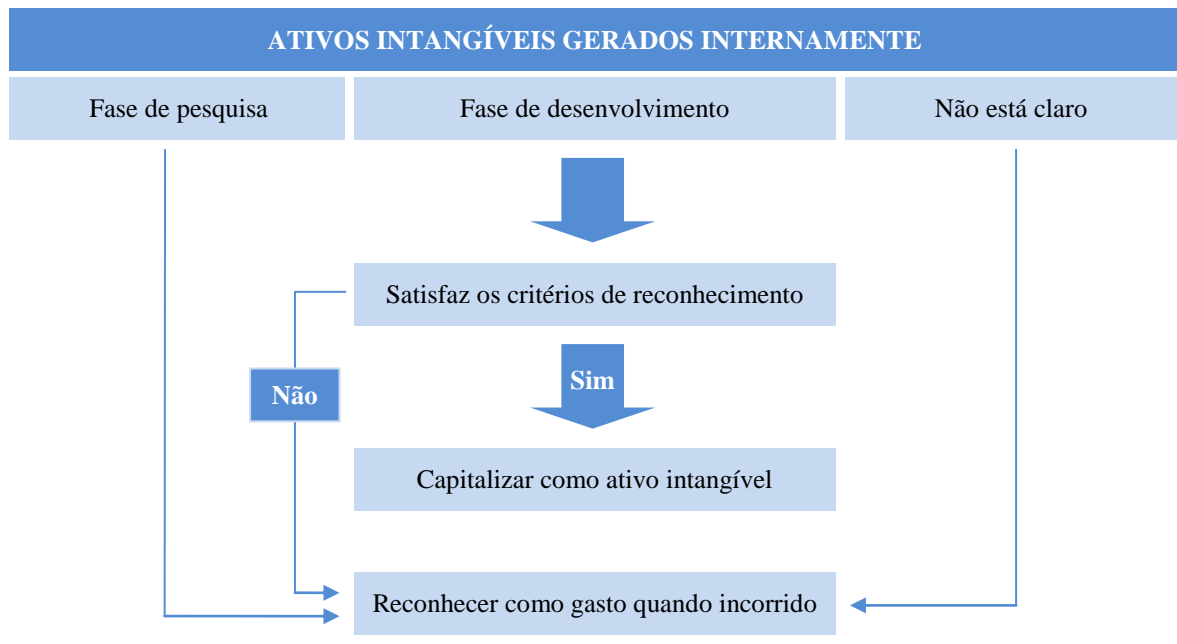 ATIVOS INTANGÍVEIS GERADOS INTERNAMENTE
Fase de pesquisa
Fase de desenvolvimento
Não está claro
Satisfaz os critérios de reconhecimento
Não
Sim
Capitalizar como ativo intangível
Reconhecer como gasto quando incorrido